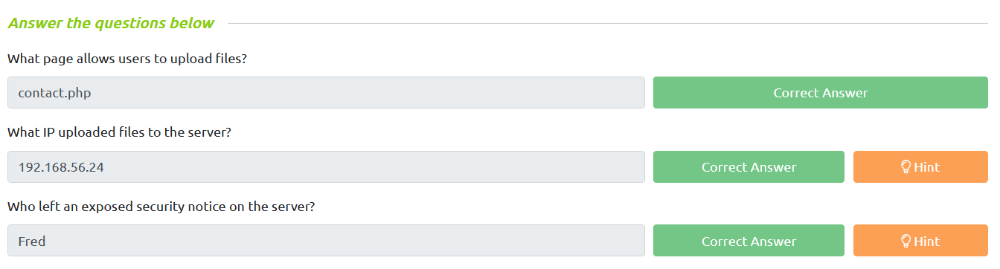 Answer the questions below
What page allows users to upload files?
contact.php
Correct Answer
What IP uploaded files to the server?
192.168.56.24
Correct Answer
Hint
Who left an exposed security notice on the server?
Fred
Correct Answer
Hint